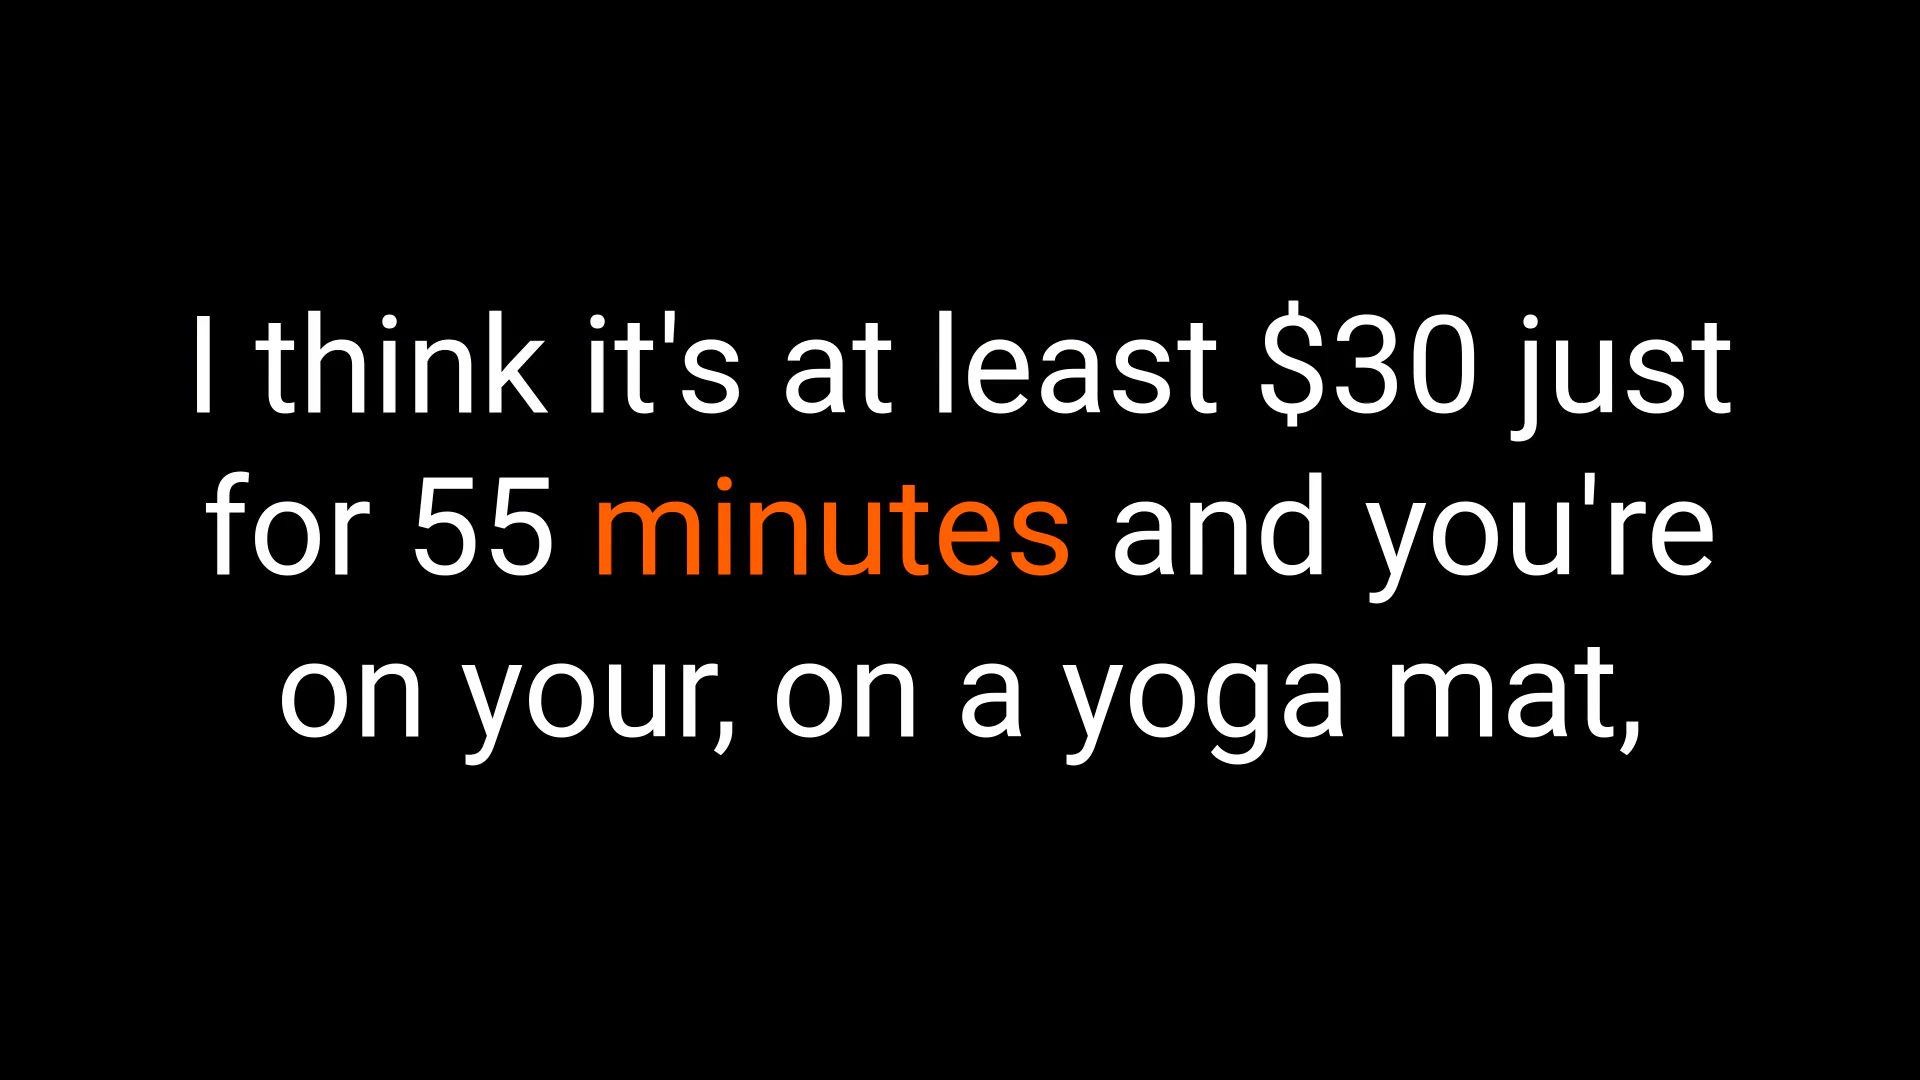 I think it's at least $30 just
for 55 minutes and you're
on your, on a yoga mat,